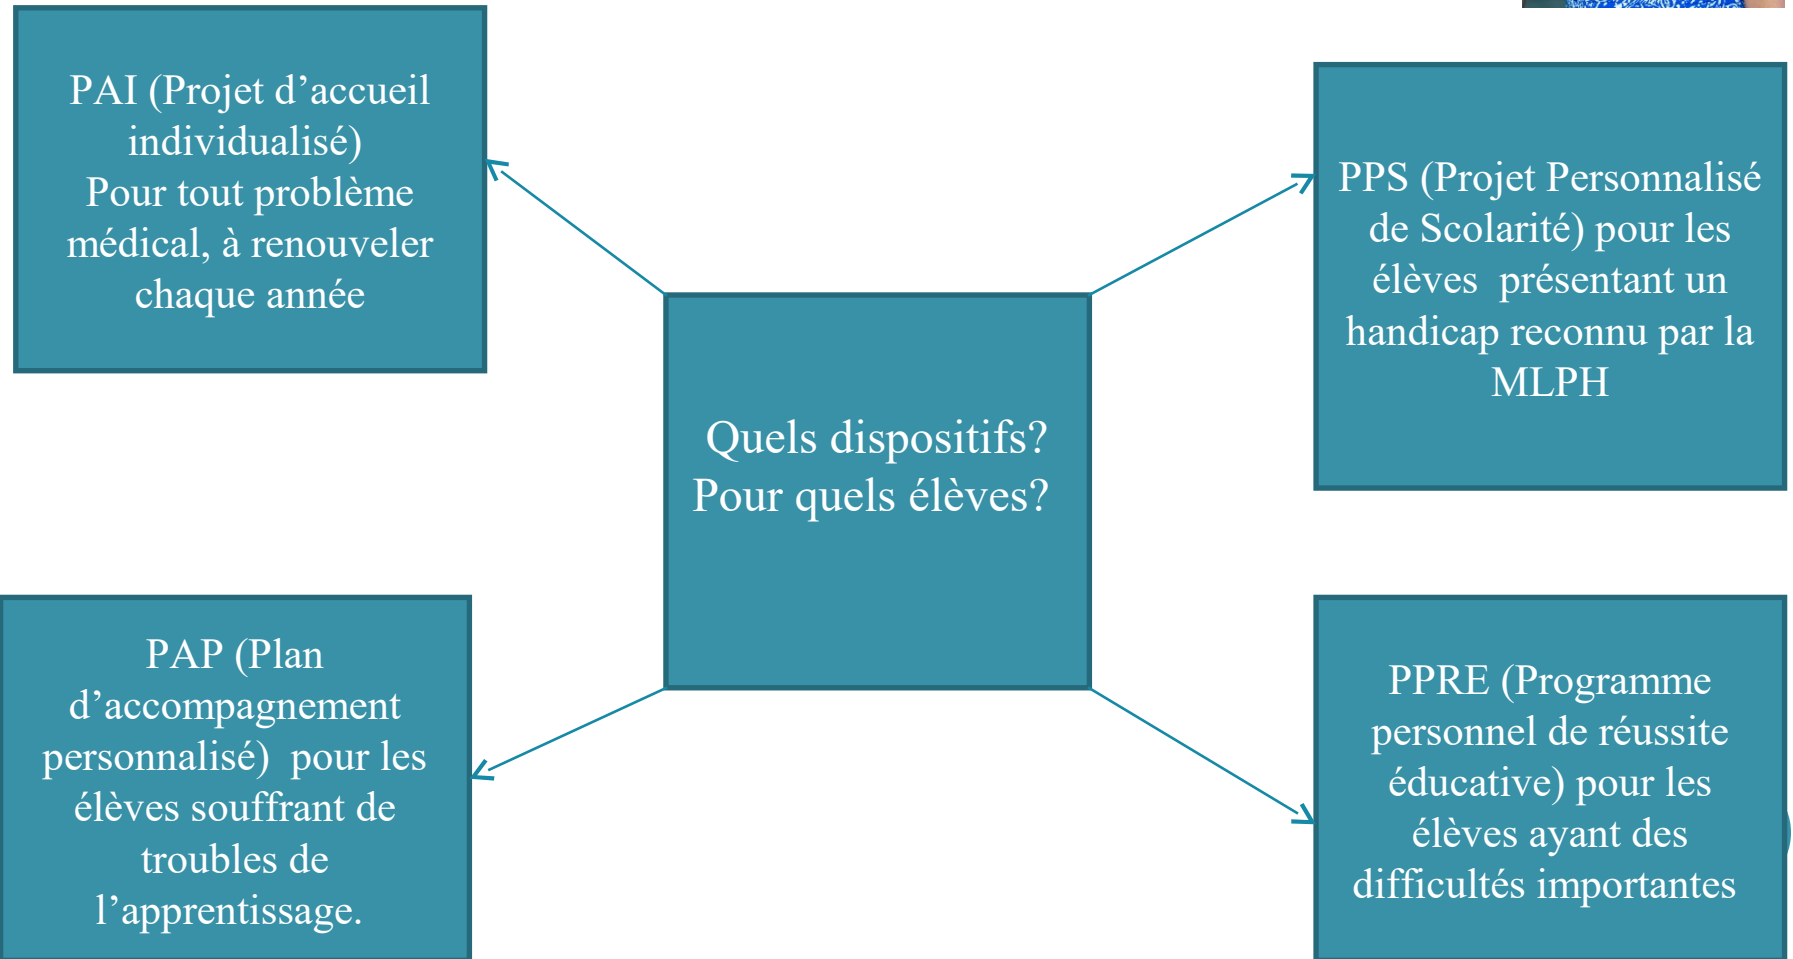 PAI (Projet d’accueil
individualisé)
Pour tout problème
médical, à renouveler
chaque année
PPS (Projet Personnalisé
de Scolarité) pour les
élèves  présentant un
handicap reconnu par la
MLPH
Quels dispositifs?
Pour quels élèves?
PAP (Plan
d’accompagnement
personnalisé)  pour les
élèves souffrant de
troubles de
l’apprentissage.
PPRE (Programme
personnel de réussite
éducative) pour les
élèves ayant des
difficultés importantes